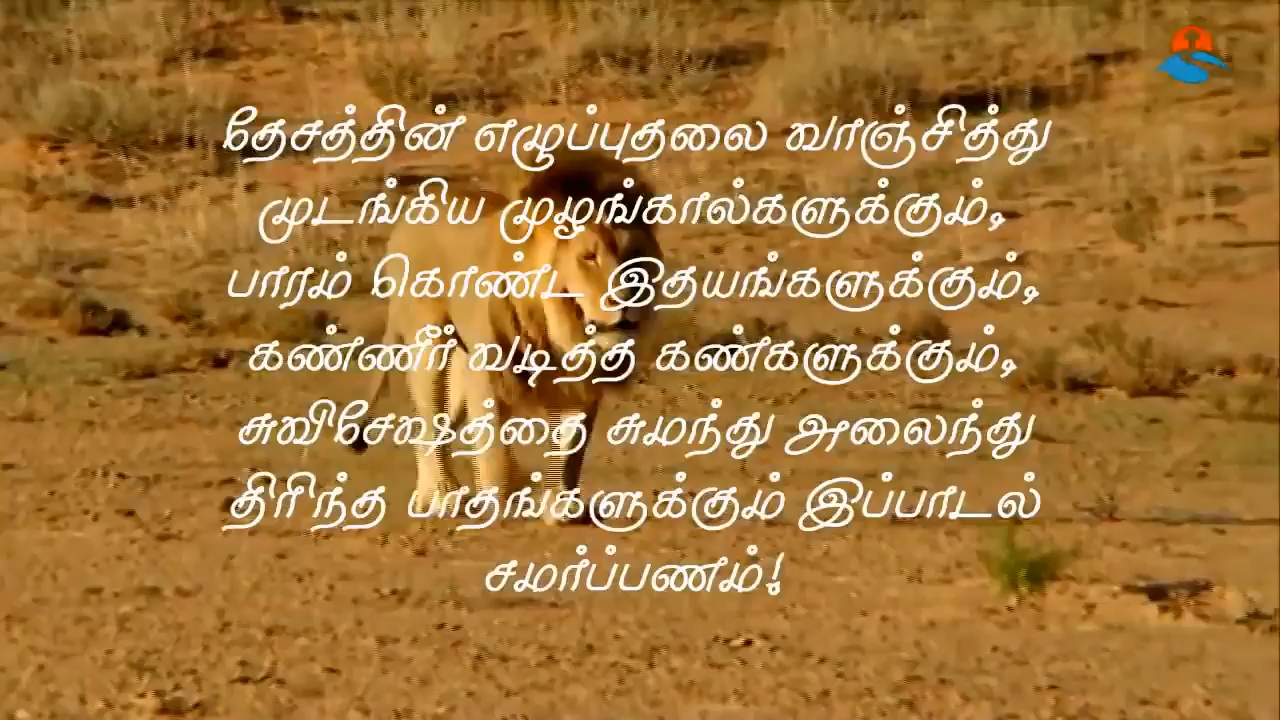 தேசத்தின் எழுப்புதலை வாஞ்சித்து
முடங்கிய முழங்கால்களுக்கும்,
பாரம் கொண்ட இதயங்களுக்கும்,
கண்ணீர் வடித்த கண்களுக்கும்,
சுவிசேஷத்தை சுமந்து அலைந்து
திரிந்த பாதங்களுக்கும் இப்பாடல்
சமர்ப்பணம்!